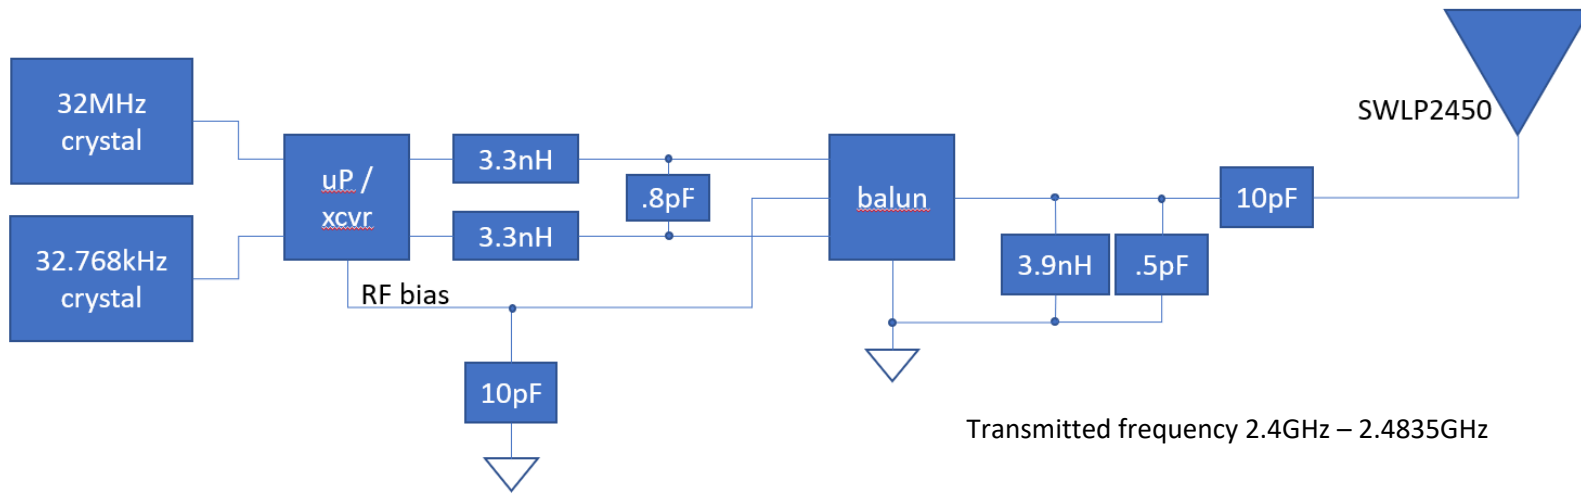 32MHz
crystal
32.768kHz
crystal
uP /
xcvr
RF bias
10pF
3.3nH
3.3nH
.8pF
balun
3.9nH
.5pF
10pF
SWLP2450
Transmitted frequency 2.4GHz – 2.4835GHz